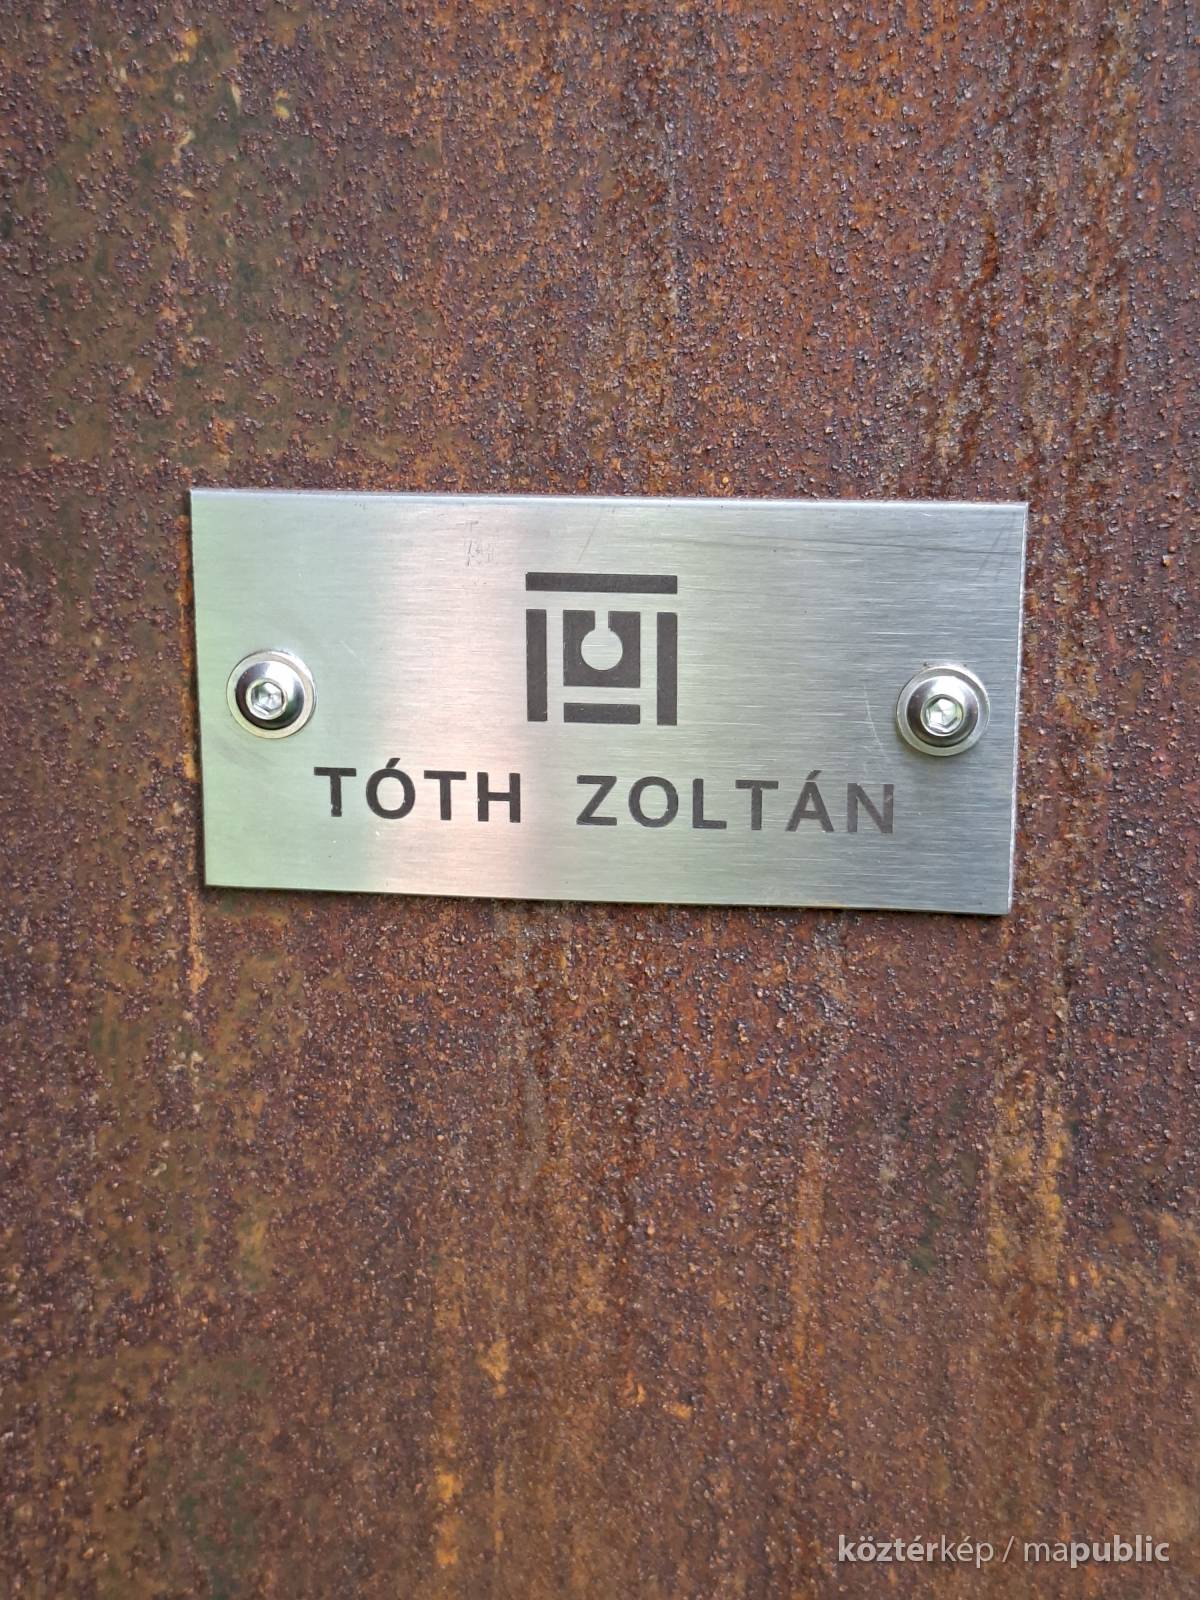 TÓTH ZOLTÁN
köztérkép / mapublic